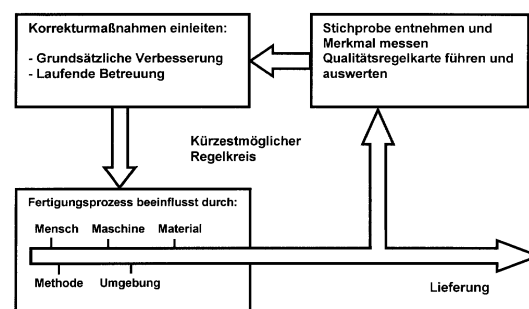 Korrekturmaßnahmen einleiten:
- Grundsätzliche Verbesserung
- Laufende Betreuung
Stichprobe entnehmen und
Merkmal messen
Qualitätsregelkarte führen und
auswerten
Kürzestmöglicher
Regelkreis
Fertigungsprozess beeinflusst durch:
Mensch Maschine Material
Methode Umgebung
Lieferung